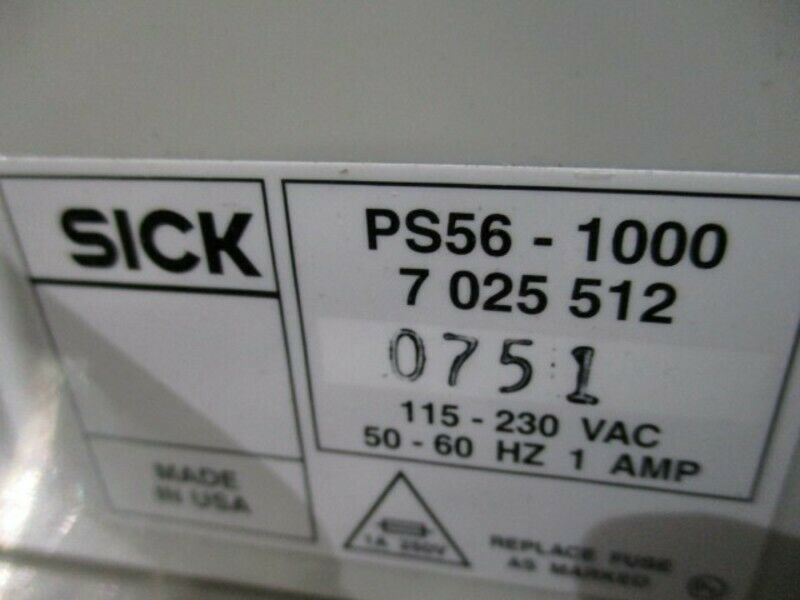 SICK
PS56 - 1000
7 025 512
0751
115 - 230 VAC
50 - 60 HZ 1 AMP
MADE
IN USA
1A 250V
REPLACE FUSE
AS MARKED